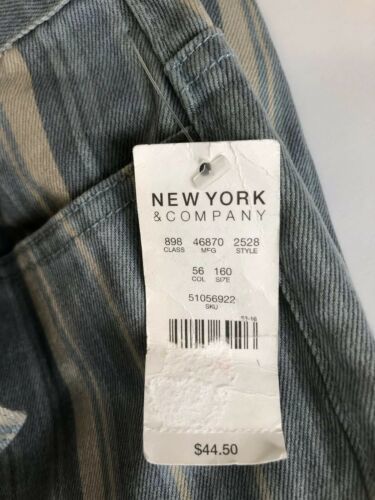 NEW YORK
& COMPANY
898 46870 2528
CLASS MFG STYLE
56 160
COL SIZE
51056922
SKU
$44.50